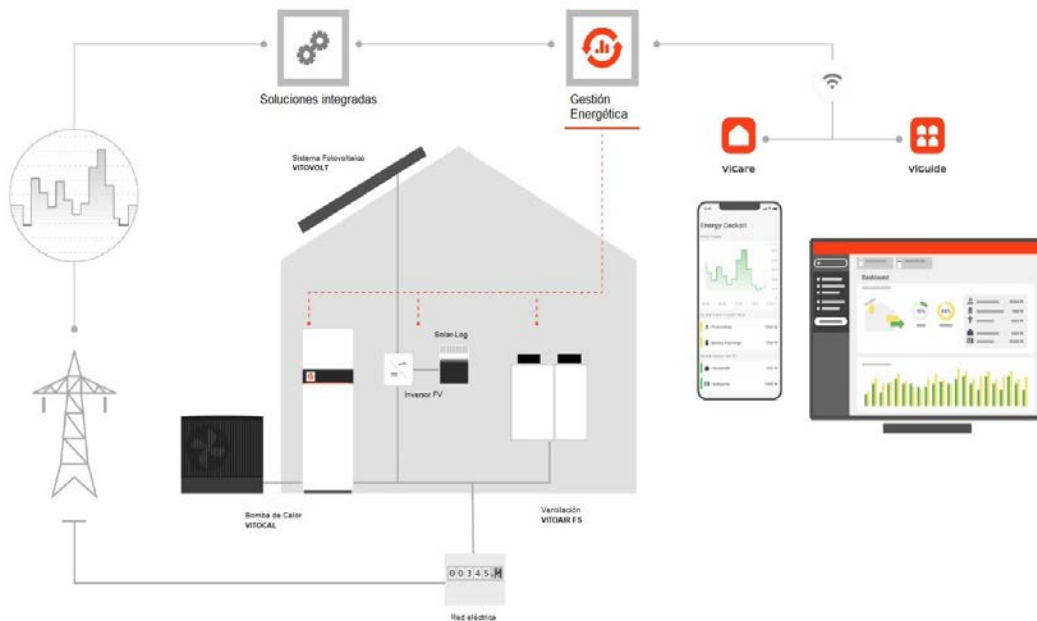 Soluciones integradas
Gestión
Energética
vicare
viGuide
Sistema Fotovoltaico
VITOVOLT
Energy Cockpit
Dashboard
Solar-Log
Inversor FV
Bomba de Calor
VITOCAL
Ventilación
VITOAIR FS
00345
Red eléctrica